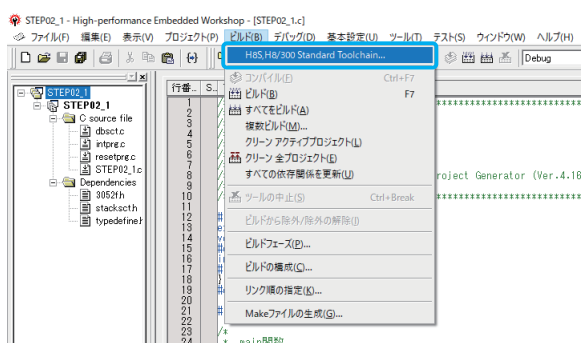 STEP02_1 - High-performance Embedded Workshop - [STEP02_1.c]
ファイル(F) 編集(E) 表示(V) プロジェクト(P) ビルド(B) デバッグ(D) 基本設定(U) ツール(T) テスト(S) ウィンドウ(W) ヘルプ(H)
Debug
H8S,H8/300 Standard Toolchain...
コンパイル(F) Ctrl+F7
ビルド(B) F7
すべてをビルド(A)
複数ビルド(M)...
クリーン アクティブプロジェクト(L)
クリーン 全プロジェクト(E)
すべての依存関係を更新(U)
ツールの中止(S) Ctrl+Break
ビルドから除外/除外の解除(I)
ビルドフェーズ(P)...
ビルドの構成(C)...
リンク順の指定(K)...
Makeファイルの生成(G)...
STEP02_1
STEP02_1
C source file
dbsct.c
intprg.c
resetprg.c
STEP02_1.c
Dependencies
3052f.h
stacksct.h
typedefine.h
行番... S...
1
2
3
4
5
6
7
8
9
10
11
12
13
14
15
16
17
18
19
20
21
22
23
24
roject Generator (Ver.4.16
/*
* main関数